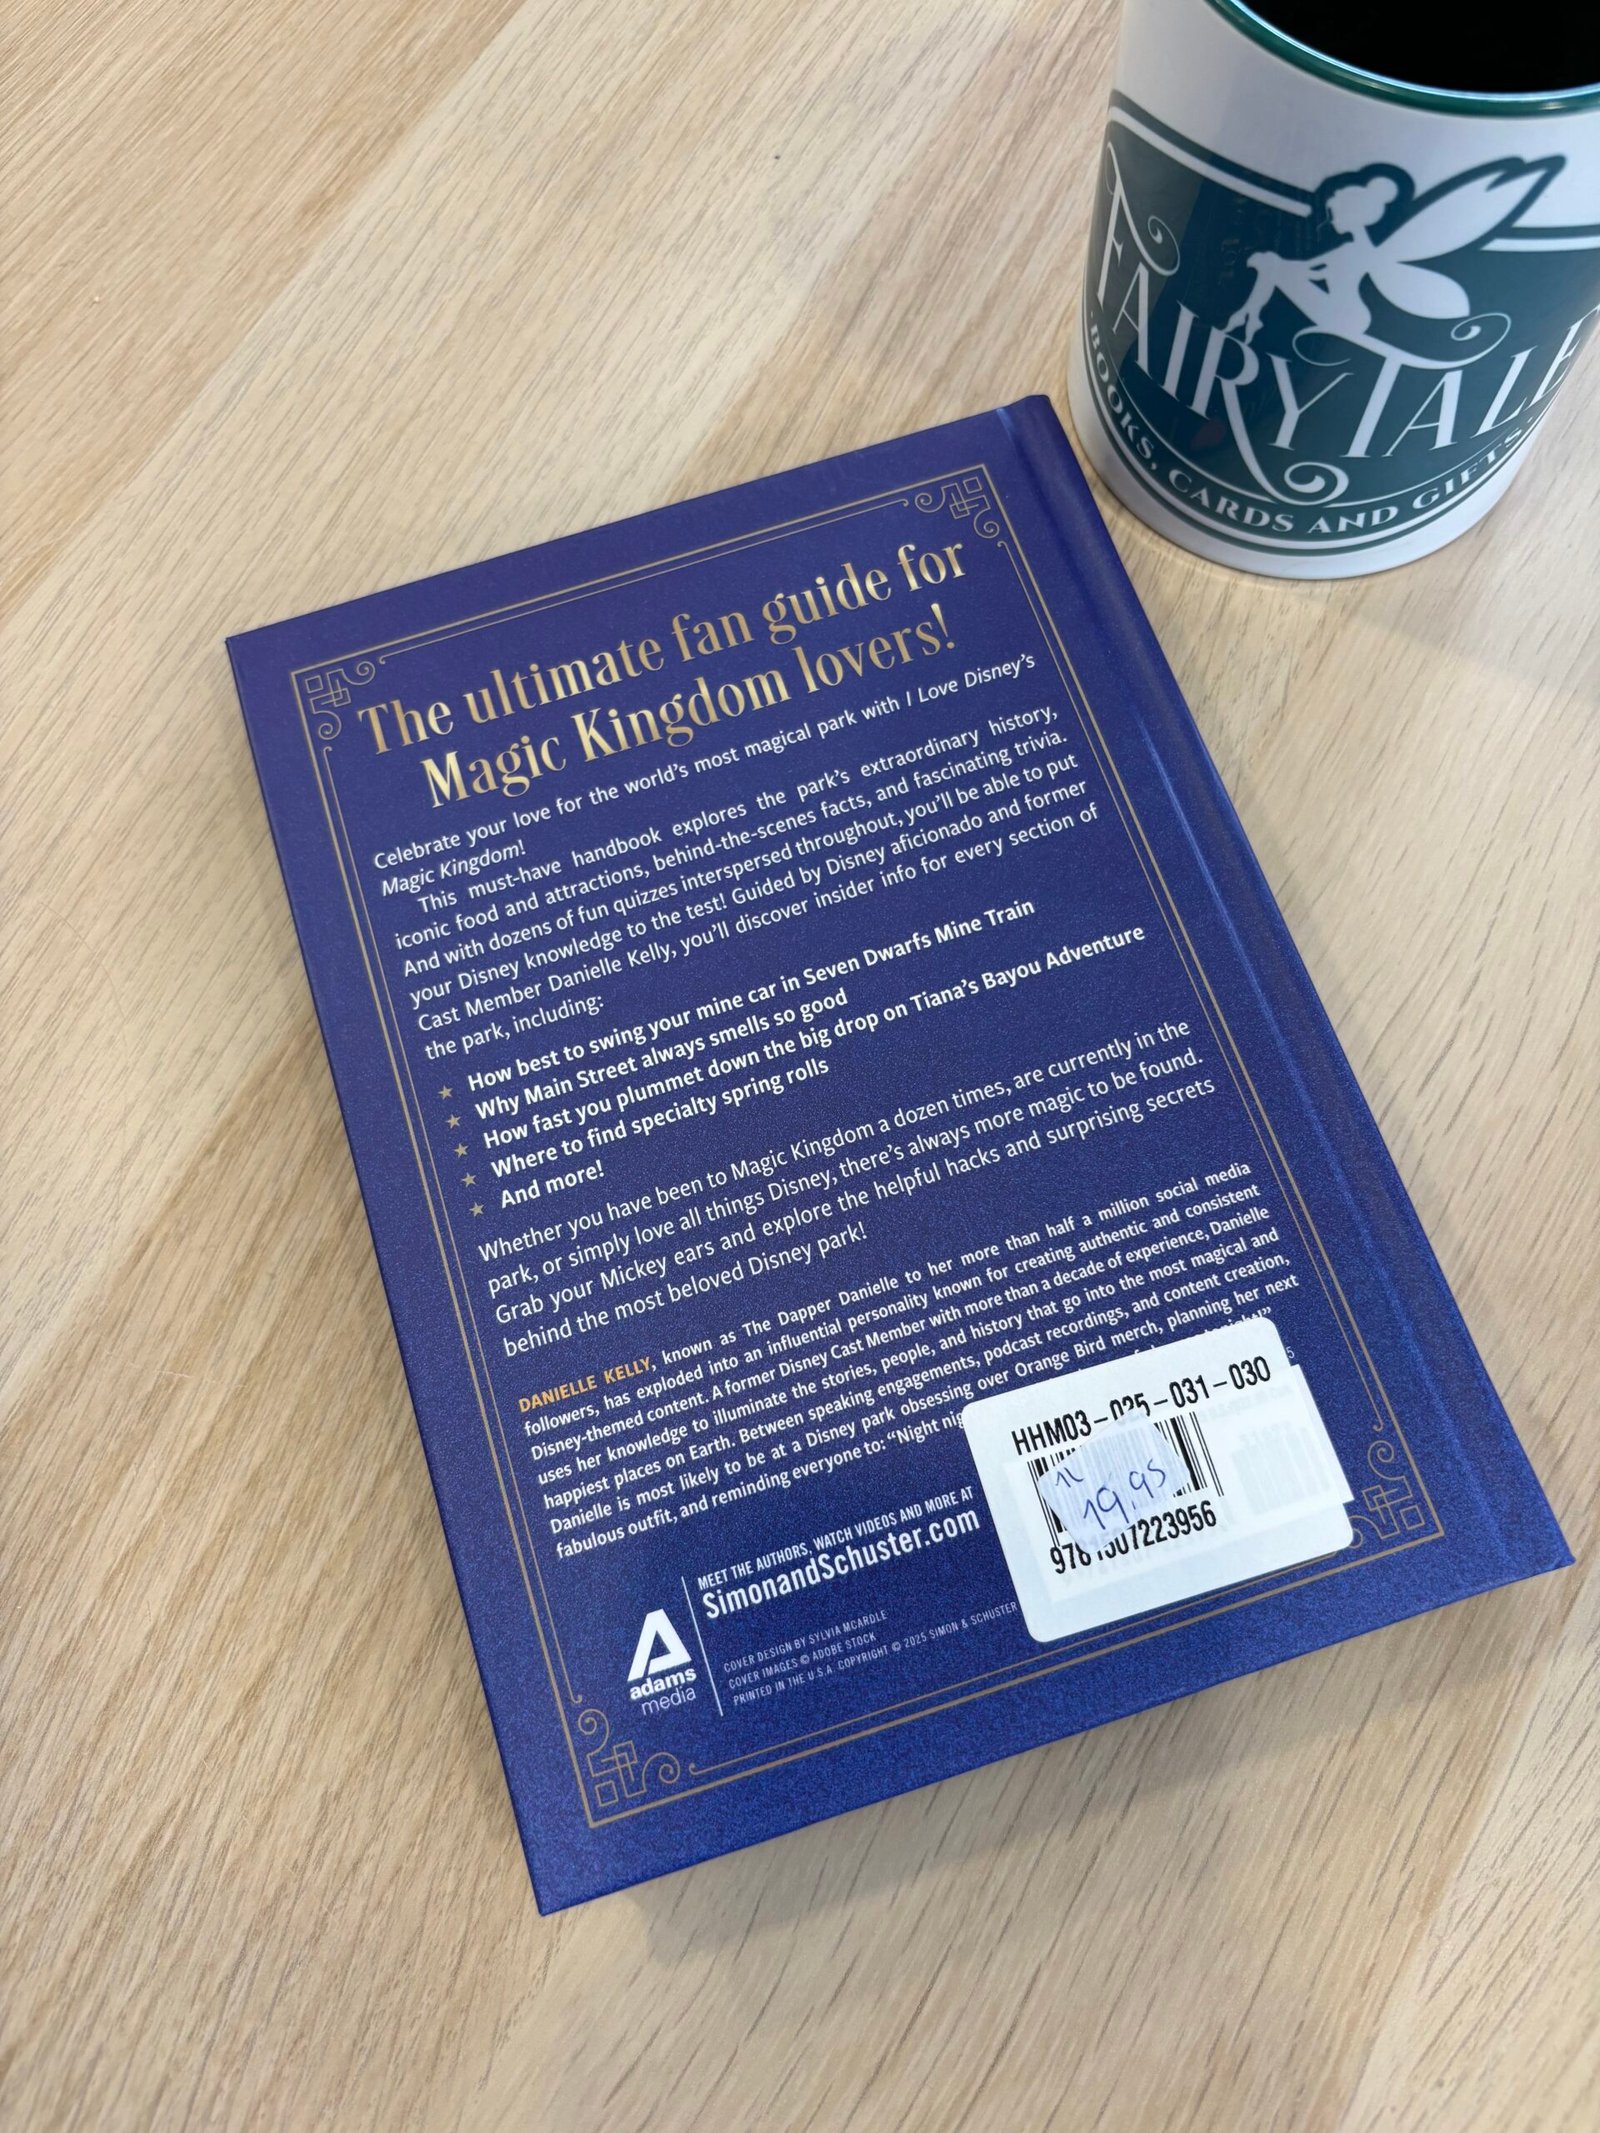 FAIRYTALE
BOOKS, CARDS AND GIFTS
The ultimate fan guide for
Magic Kingdom lovers!
Celebrate your love for the world's most magical park with I Love Disney's
Magic Kingdom!
This must-have handbook explores the park's extraordinary history,
iconic food and attractions, behind-the-scenes facts, and fascinating trivia.
And with dozens of fun quizzes interspersed throughout, you'll be able to put
your Disney knowledge to the test! Guided by Disney aficionado and former
Cast Member Danielle Kelly, you'll discover insider info for every section of
the park, including:
★ How best to swing your mine car in Seven Dwarfs Mine Train
★ Why Main Street always smells so good
★ How fast you plummet down the big drop on Tiana's Bayou Adventure
★ Where to find specialty spring rolls
★ And more!
Whether you have been to Magic Kingdom a dozen times, are currently in the
park, or simply love all things Disney, there's always more magic to be found.
Grab your Mickey ears and explore the helpful hacks and surprising secrets
behind the most beloved Disney park!
DANIELLE KELLY, known as The Dapper Danielle to her more than half a million social media
followers, has exploded into an influential personality known for creating authentic and consistent
Disney-themed content. A former Disney Cast Member with more than a decade of experience, Danielle
uses her knowledge to illuminate the stories, people, and history that go into the most magical and
happiest places on Earth. Between speaking engagements, podcast recordings, and content creation,
Danielle is most likely to be at a Disney park obsessing over Orange Bird merch, planning her next
fabulous outfit, and reminding everyone to: "Night
HHM03-025-031-030
19.95
MEET THE AUTHORS, WATCH VIDEOS AND MORE AT
SimonandSchuster.com
adams
media
COVER DESIGN BY SYLVIA MCARDLE
COVER IMAGES © ADOBE STOCK
PRINTED IN THE U.S.A. COPYRIGHT © 2025 SIMON & SCHUSTER